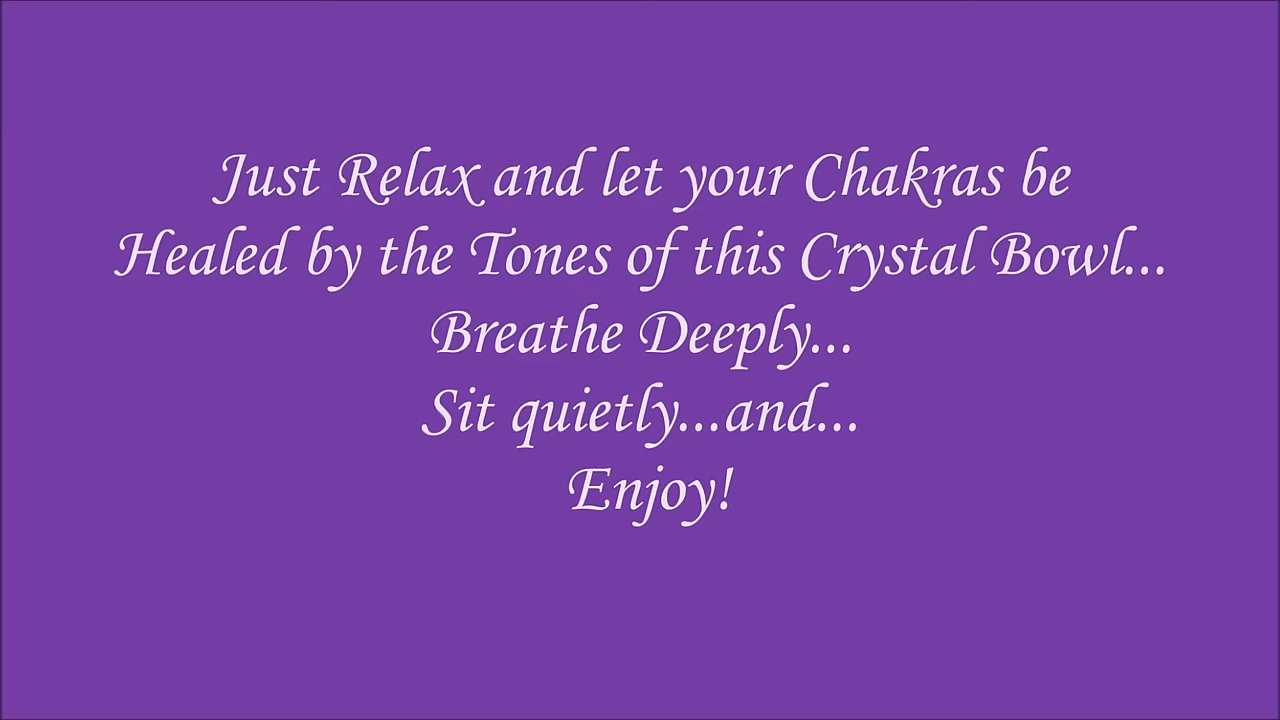 Just Relax and let your Chakras be
Healed by the Tones of this Crystal Bowl...
Breathe Deeply...
Sit quietly...and...
Enjoy!